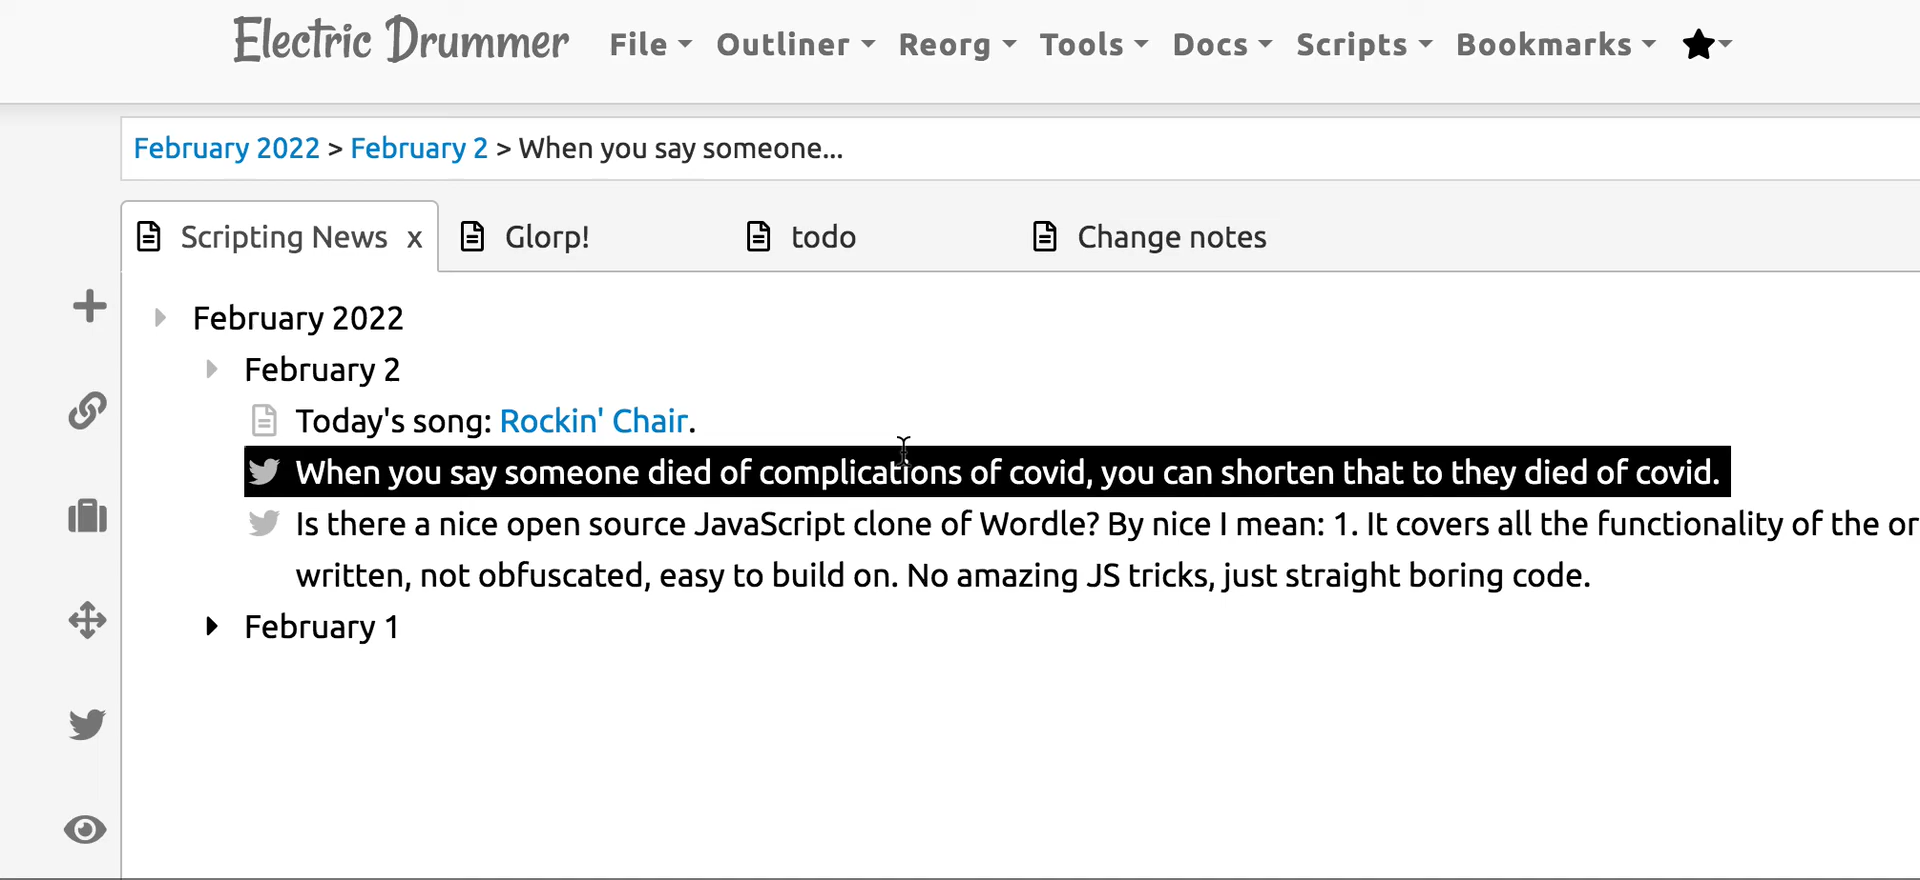 Electric Drummer File Outliner Reorg Tools Docs Scripts Bookmarks
February 2022 > February 2 > When you say someone...
Scripting News x Glorp! todo Change notes
February 2022
February 2
Today's song: Rockin' Chair.
When you say someone died of complications of covid, you can shorten that to they died of covid.
Is there a nice open source JavaScript clone of Wordle? By nice I mean: 1. It covers all the functionality of the or
written, not obfuscated, easy to build on. No amazing JS tricks, just straight boring code.
February 1